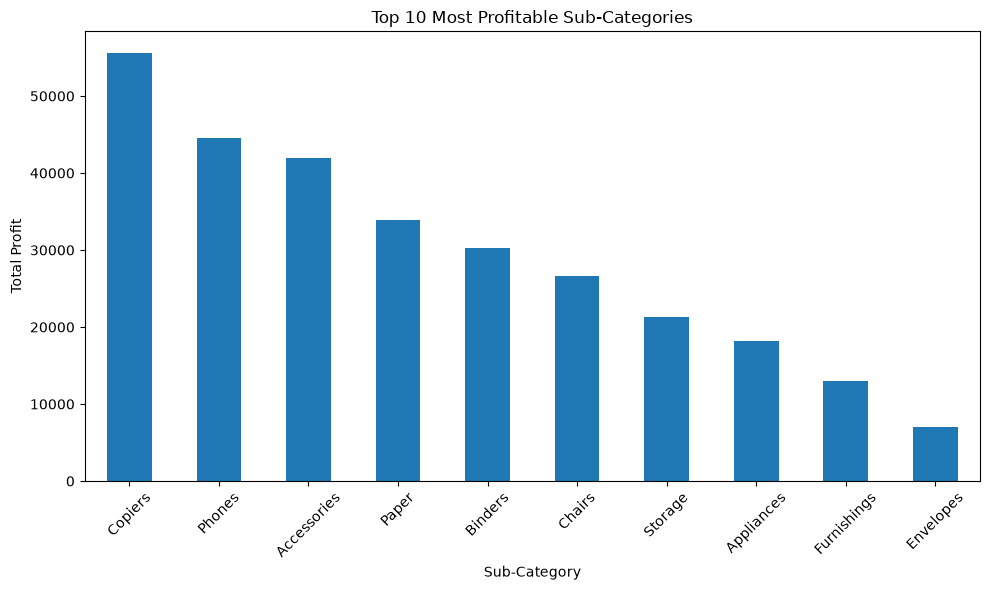 Top 10 Most Profitable Sub-Categories
Total Profit
50000
40000
30000
20000
10000
0
Copiers
Phones
Accessories
Paper
Binders
Chairs
Storage
Appliances
Furnishings
Envelopes
Sub-Category